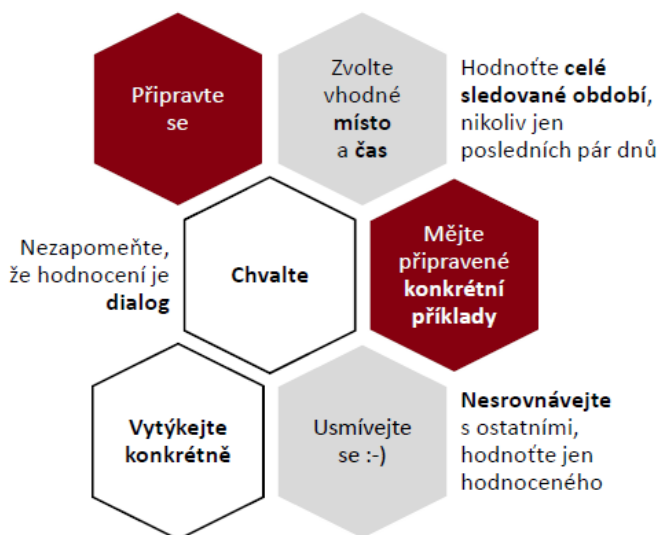 Připravte
se
Zvolte
vhodné
místo
a čas
Hodnoťte celé
sledované období,
nikoliv jen
posledních pár dnů
Nezapomeňte,
že hodnocení je
dialog
Chvalte
Mějte
připravené
konkrétní
příklady
Vytýkejte
konkrétně
Usmívejte
se :-)
Nesrovnávejte
s ostatními,
hodnoťte jen
hodnoceného